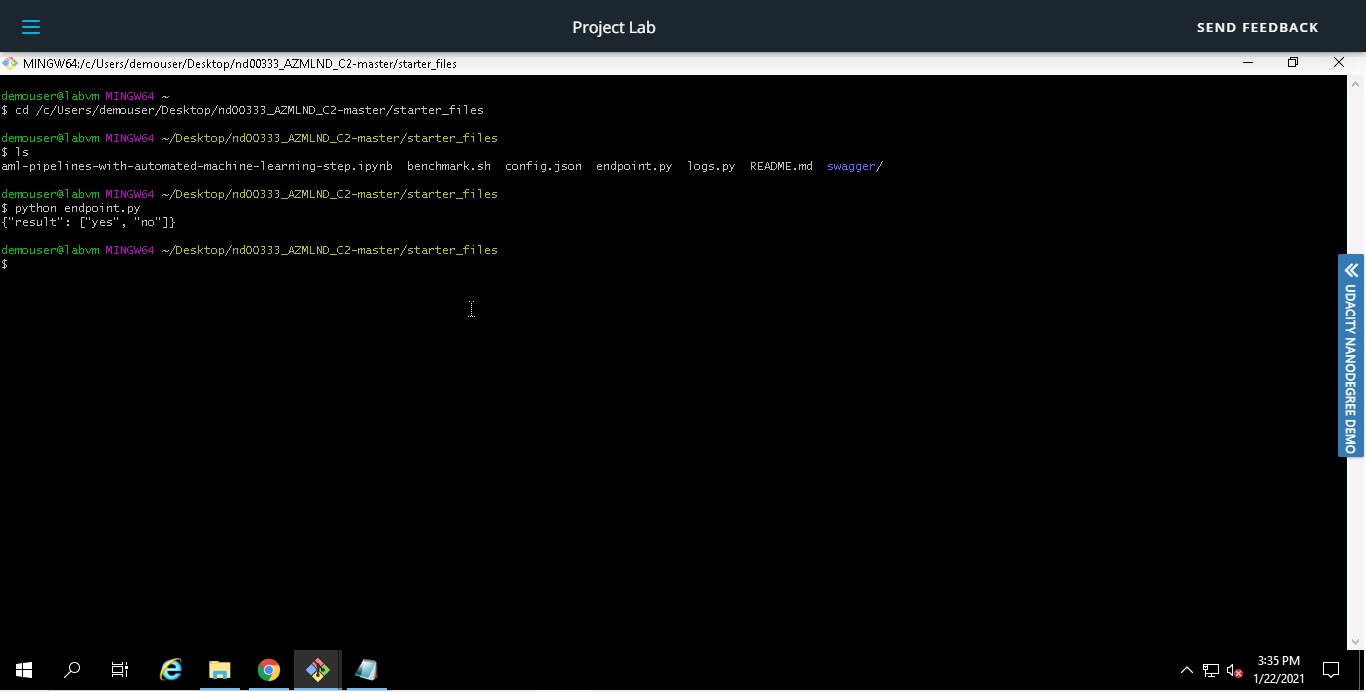 Project Lab
SEND FEEDBACK
MINGW64:/c/Users/demouser/Desktop/nd00333_AZMLND_C2-master/starter_files
demouser@labvm MINGW64 ~
$ cd /c/Users/demouser/Desktop/nd00333_AZMLND_C2-master/starter_files
demouser@labvm MINGW64 ~/Desktop/nd00333_AZMLND_C2-master/starter_files
$ ls
aml-pipelines-with-automated-machine-learning-step.ipynb benchmark.sh config.json endpoint.py logs.py README.md swagger/
demouser@labvm MINGW64 ~/Desktop/nd00333_AZMLND_C2-master/starter_files
$ python endpoint.py
{"result": ["yes", "no"]}
demouser@labvm MINGW64 ~/Desktop/nd00333_AZMLND_C2-master/starter_files
$
UDACITY NANODEGREE DEMO
3:35 PM
1/22/2021